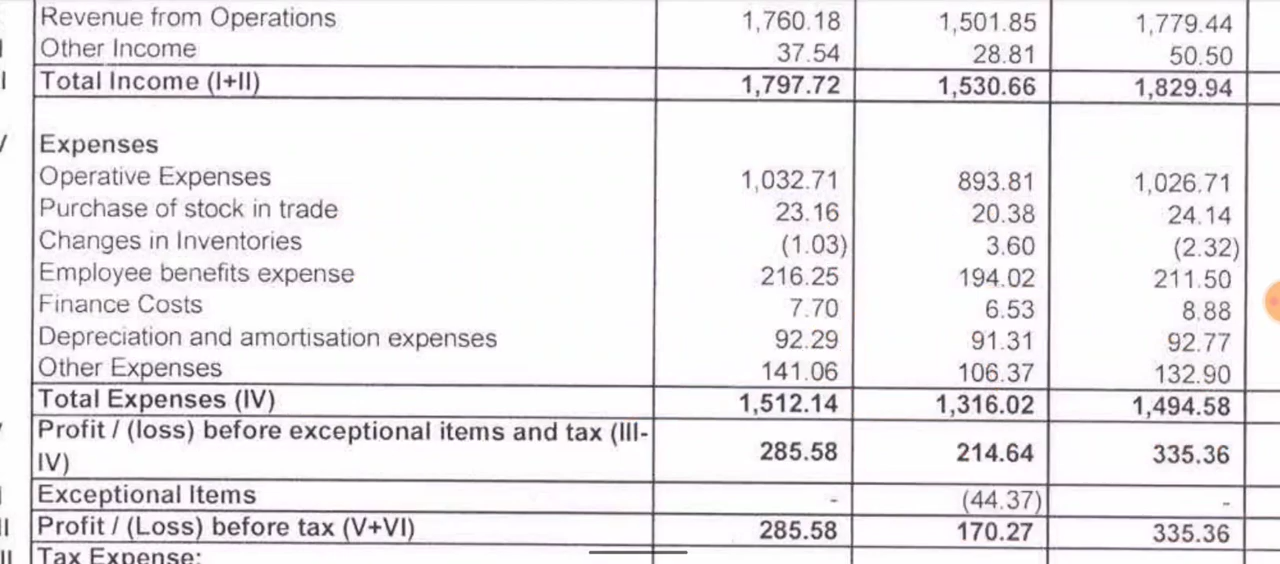 Revenue from Operations 1,760.18 1,501.85 1,779.44
I Other Income 37.54 28.81 50.50
I Total Income (I+II) 1,797.72 1,530.66 1,829.94
V Expenses
Operative Expenses 1,032.71 893.81 1,026.71
Purchase of stock in trade 23.16 20.38 24.14
Changes in Inventories (1.03) 3.60 (2.32)
Employee benefits expense 216.25 194.02 211.50
Finance Costs 7.70 6.53 8.88
Depreciation and amortisation expenses 92.29 91.31 92.77
Other Expenses 141.06 106.37 132.90
Total Expenses (IV) 1,512.14 1,316.02 1,494.58
Profit / (loss) before exceptional items and tax (III-
IV) 285.58 214.64 335.36
I Exceptional Items - (44.37) -
II Profit / (Loss) before tax (V+VI) 285.58 170.27 335.36
II Tax Expense: